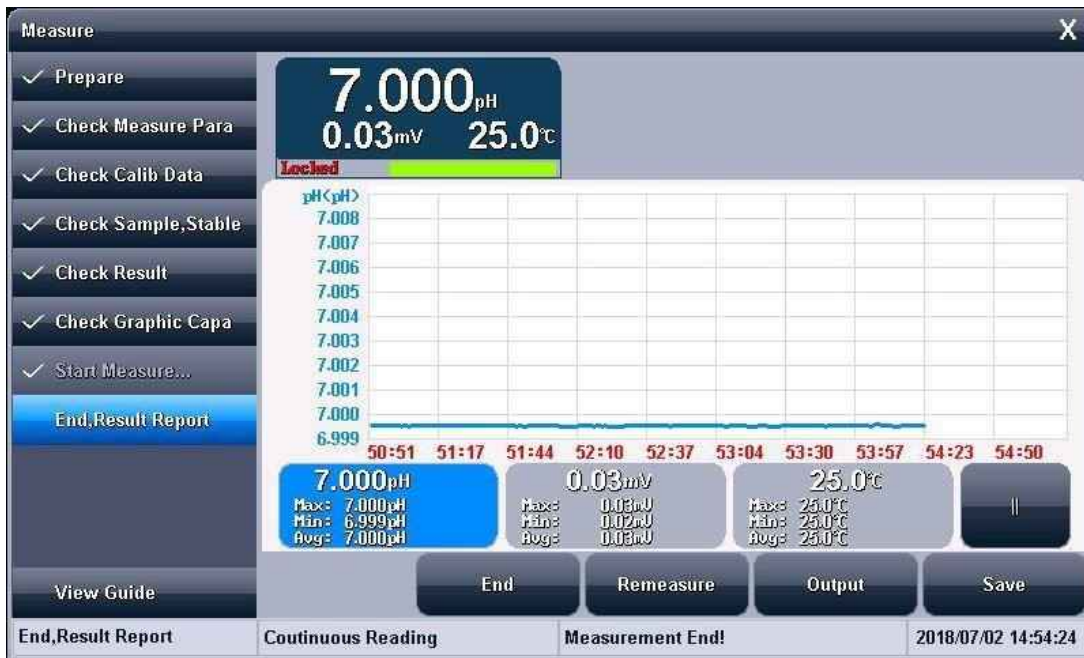 Measure X
Prepare
Check Measure Para
Check Calib Data
Check Sample,Stable
Check Result
Check Graphic Capa
Start Measure...
End,Result Report
View Guide
7.000pH
0.03mV 25.0℃
Locked
pH(pH)
7.008
7.007
7.006
7.005
7.004
7.003
7.002
7.001
7.000
6.999
50:51 51:17 51:44 52:10 52:37 53:04 53:30 53:57 54:23 54:50
7.000pH
Max: 7.000pH
Min: 6.999pH
Avg: 7.000pH
0.03mV
Max: 0.03mV
Min: 0.02mV
Avg: 0.03mV
25.0℃
Max: 25.0℃
Min: 25.0℃
Avg: 25.0℃
End Remeasure Output Save
End,Result Report Coutinuous Reading Measurement End! 2018/07/02 14:54:24